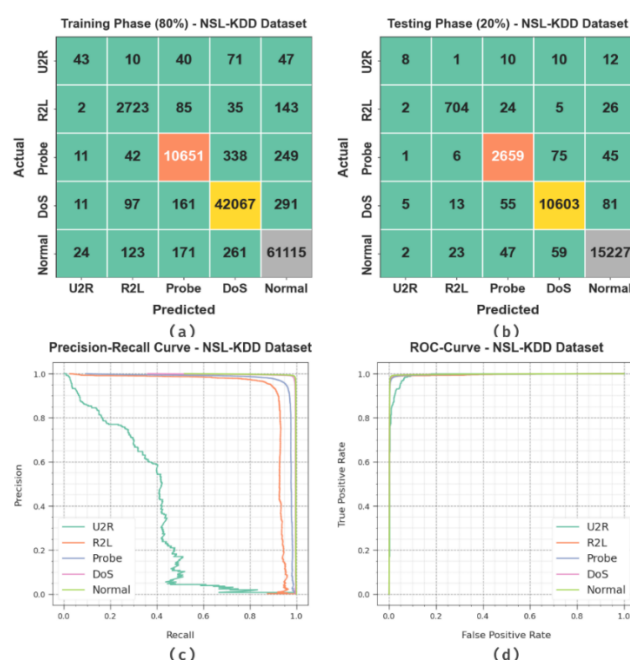 Training Phase (80%) - NSL-KDD Dataset
Actual
U2R 43 10 40 71 47
R2L 2 2723 85 35 143
Probe 11 42 10651 338 249
DoS 11 97 161 42067 291
Normal 24 123 171 261 61115
U2R R2L Probe DoS Normal
Predicted
(a)
Testing Phase (20%) - NSL-KDD Dataset
Actual
U2R 8 1 10 10 12
R2L 2 704 24 5 26
Probe 1 6 2659 75 45
DoS 5 13 55 10603 81
Normal 2 23 47 59 15227
U2R R2L Probe DoS Normal
Predicted
(b)
Precision-Recall Curve - NSL-KDD Dataset
Precision
1.0
0.8
0.6
0.4
0.2
0.0
U2R
R2L
Probe
DoS
Normal
0.0 0.2 0.4 0.6 0.8 1.0
Recall
(c)
ROC-Curve - NSL-KDD Dataset
True Positive Rate
1.0
0.8
0.6
0.4
0.2
0.0
U2R
R2L
Probe
DoS
Normal
0.0 0.2 0.4 0.6 0.8 1.0
False Positive Rate
(d)